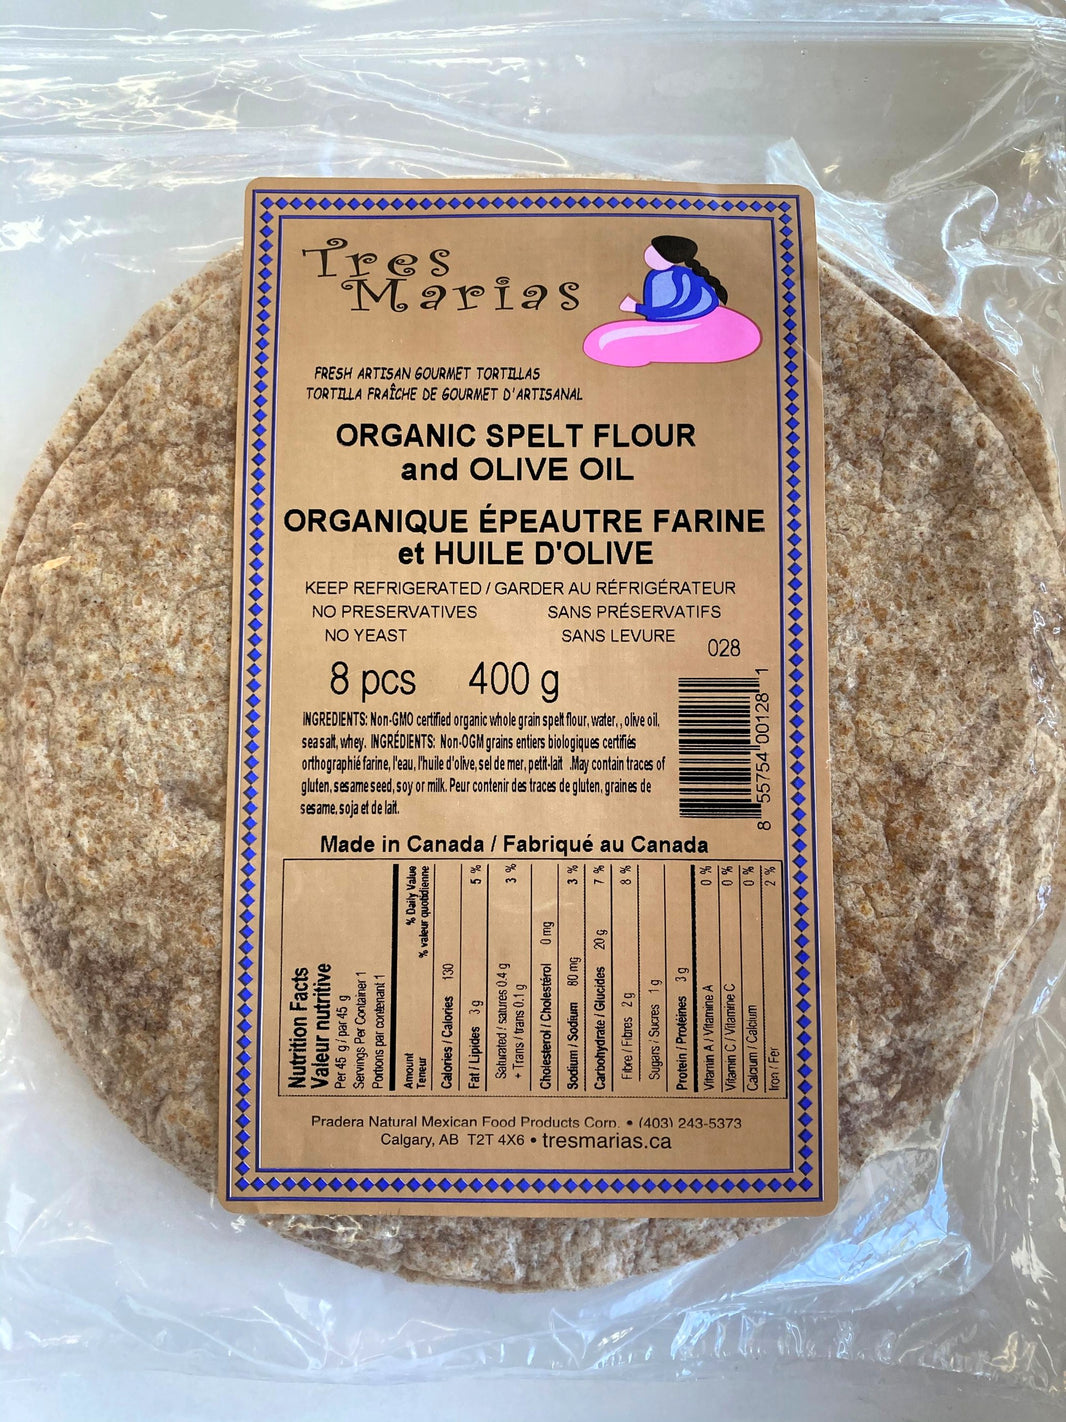 Tres
Marias
FRESH ARTISAN GOURMET TORTILLAS
TORTILLA FRAÎCHE DE GOURMET D'ARTISANAL
ORGANIC SPELT FLOUR
and OLIVE OIL
ORGANIQUE ÉPEAUTRE FARINE
et HUILE D'OLIVE
KEEP REFRIGERATED / GARDER AU RÉFRIGÉRATEUR
NO PRESERVATIVES SANS PRÉSERVATIFS
NO YEAST SANS LEVURE
028
8 pcs 400 g
INGREDIENTS: Non-GMO certified organic whole grain spelt flour, water, , olive oil,
sea salt, whey. INGRÉDIENTS: Non-OGM grains entiers biologiques certifiés
orthographié farine, l'eau, l'huile d'olive, sel de mer, petit-lait .May contain traces of
gluten, sesame seed, soy or milk. Peur contenir des traces de gluten, graines de
sesame, soja et de lait.
8 55754 00128 1
Made in Canada / Fabriqué au Canada
Nutrition Facts
Valeur nutritive
Per 45 g / par 45 g
Servings Per Container 1
Portions par contenant 1
Amount % Daily Value
Teneur % valeur quotidienne
Calories / Calories 130
Fat / Lipides 3 g 5 %
Saturated / satures 0.4 g
+ Trans / trans 0.1 g 3 %
Cholesterol / Cholestérol 0 mg
Sodium / Sodium 80 mg 3 %
Carbohydrate / Glucides 20 g 7 %
Fibre / Fibres 2 g 8 %
Sugars / Sucres 1 g
Protein / Protéines 3 g
Vitamin A / Vitamine A 0 %
Vitamin C / Vitamine C 0 %
Calcium / Calcium 0 %
Iron / Fer 2 %
Pradera Natural Mexican Food Products Corp. • (403) 243-5373
Calgary, AB T2T 4X6 • tresmarias.ca